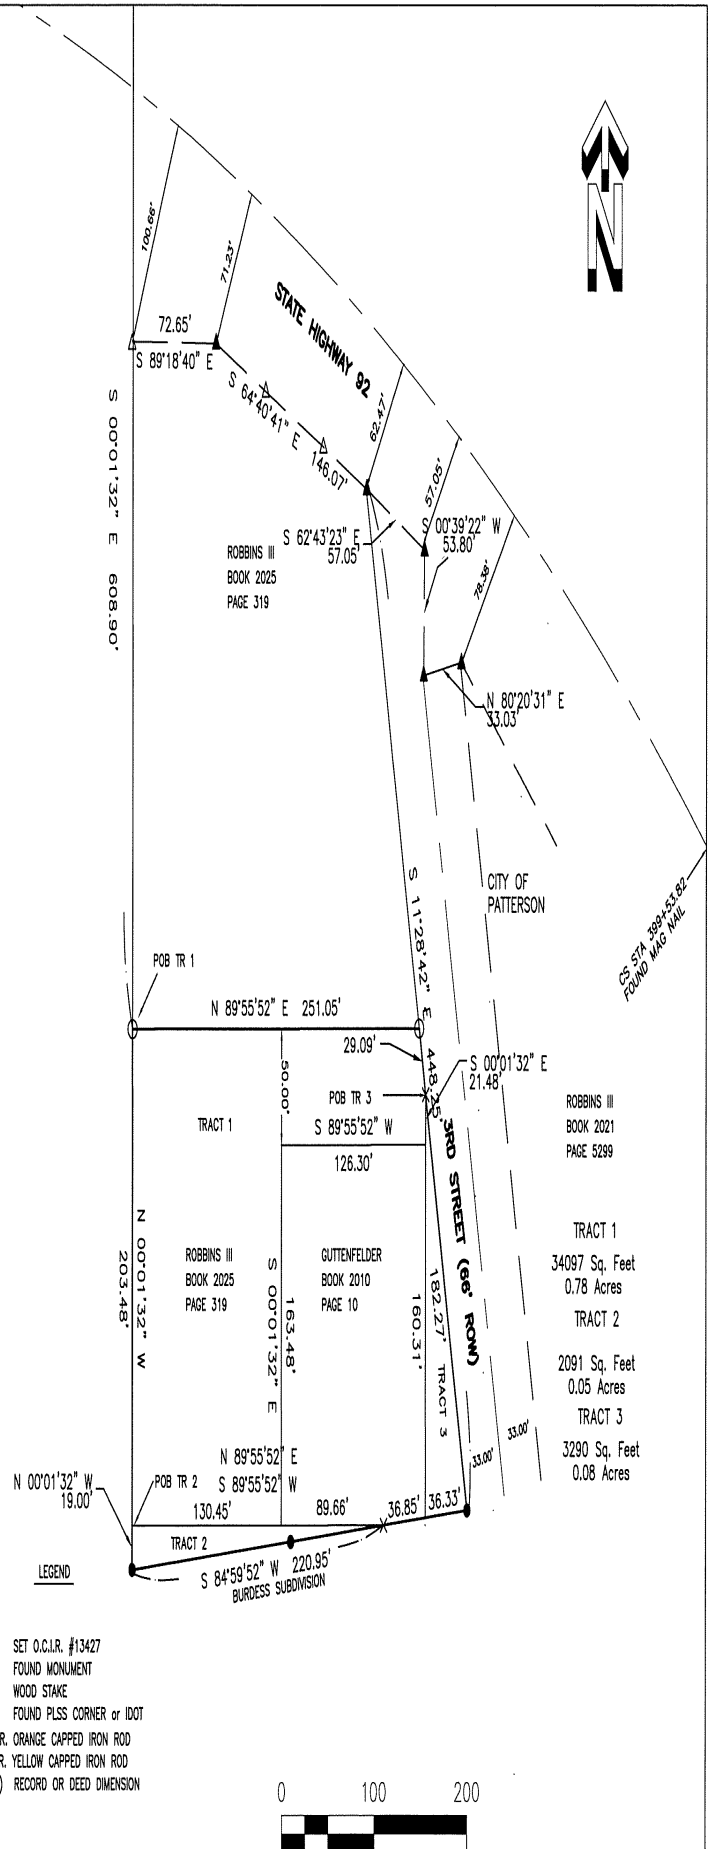 N
100.66'
71.23'
STATE HIGHWAY 92
72.65'
S 89°18'40" E
S 64°40'41" E 146.07'
62.47'
57.05'
S 00°01'32" E 608.90'
S 00°39'22" W
53.80'
S 62°43'23" E
57.05'
ROBBINS III
BOOK 2025
PAGE 319
78.38'
N 80°20'31" E
33.03'
CITY OF
PATTERSON
S 11°28'42" E 448.25'
CS STA 399+53.82
FOUND MAG NAIL
POB TR 1
N 89°55'52" E 251.05'
29.09'
S 00°01'32" E
21.48'
50.00'
POB TR 3
TRACT 1
S 89°55'52" W
126.30'
3RD STREET (66' ROW)
ROBBINS III
BOOK 2021
PAGE 5299
N 00°01'32" W
203.48'
ROBBINS III
BOOK 2025
PAGE 319
S 00°01'32" E
163.48'
GUTTENFELDER
BOOK 2010
PAGE 10
160.31'
182.27'
TRACT 3
TRACT 1
34097 Sq. Feet
0.78 Acres
TRACT 2
2091 Sq. Feet
0.05 Acres
TRACT 3
3290 Sq. Feet
0.08 Acres
33.00'
33.00'
N 89°55'52" E
S 89°55'52" W
N 00°01'32" W
19.00'
POB TR 2
130.45'
89.66'
36.85'
36.33'
TRACT 2
S 84°59'52" W 220.95'
BURDESS SUBDIVISION
LEGEND
SET O.C.I.R. #13427
FOUND MONUMENT
WOOD STAKE
FOUND PLSS CORNER or IDOT
R. ORANGE CAPPED IRON ROD
R. YELLOW CAPPED IRON ROD
) RECORD OR DEED DIMENSION
0 100 200